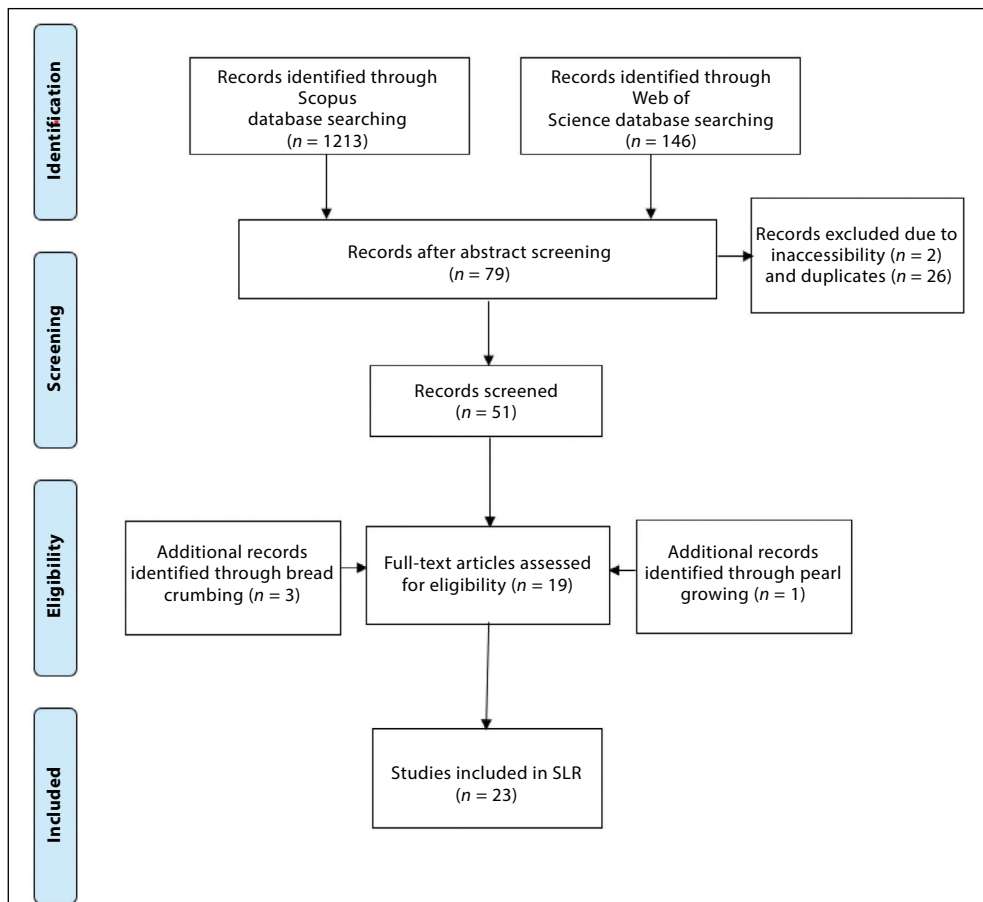 Identification
Records identified through
Scopus
database searching
(n = 1213)
Records identified through
Web of
Science database searching
(n = 146)
Records after abstract screening
(n = 79)
Records excluded due to
inaccessibility (n = 2)
and duplicates (n = 26)
Screening
Records screened
(n = 51)
Eligibility
Additional records
identified through bread
crumbing (n = 3)
Full-text articles assessed
for eligibility (n = 19)
Additional records
identified through pearl
growing (n = 1)
Included
Studies included in SLR
(n = 23)